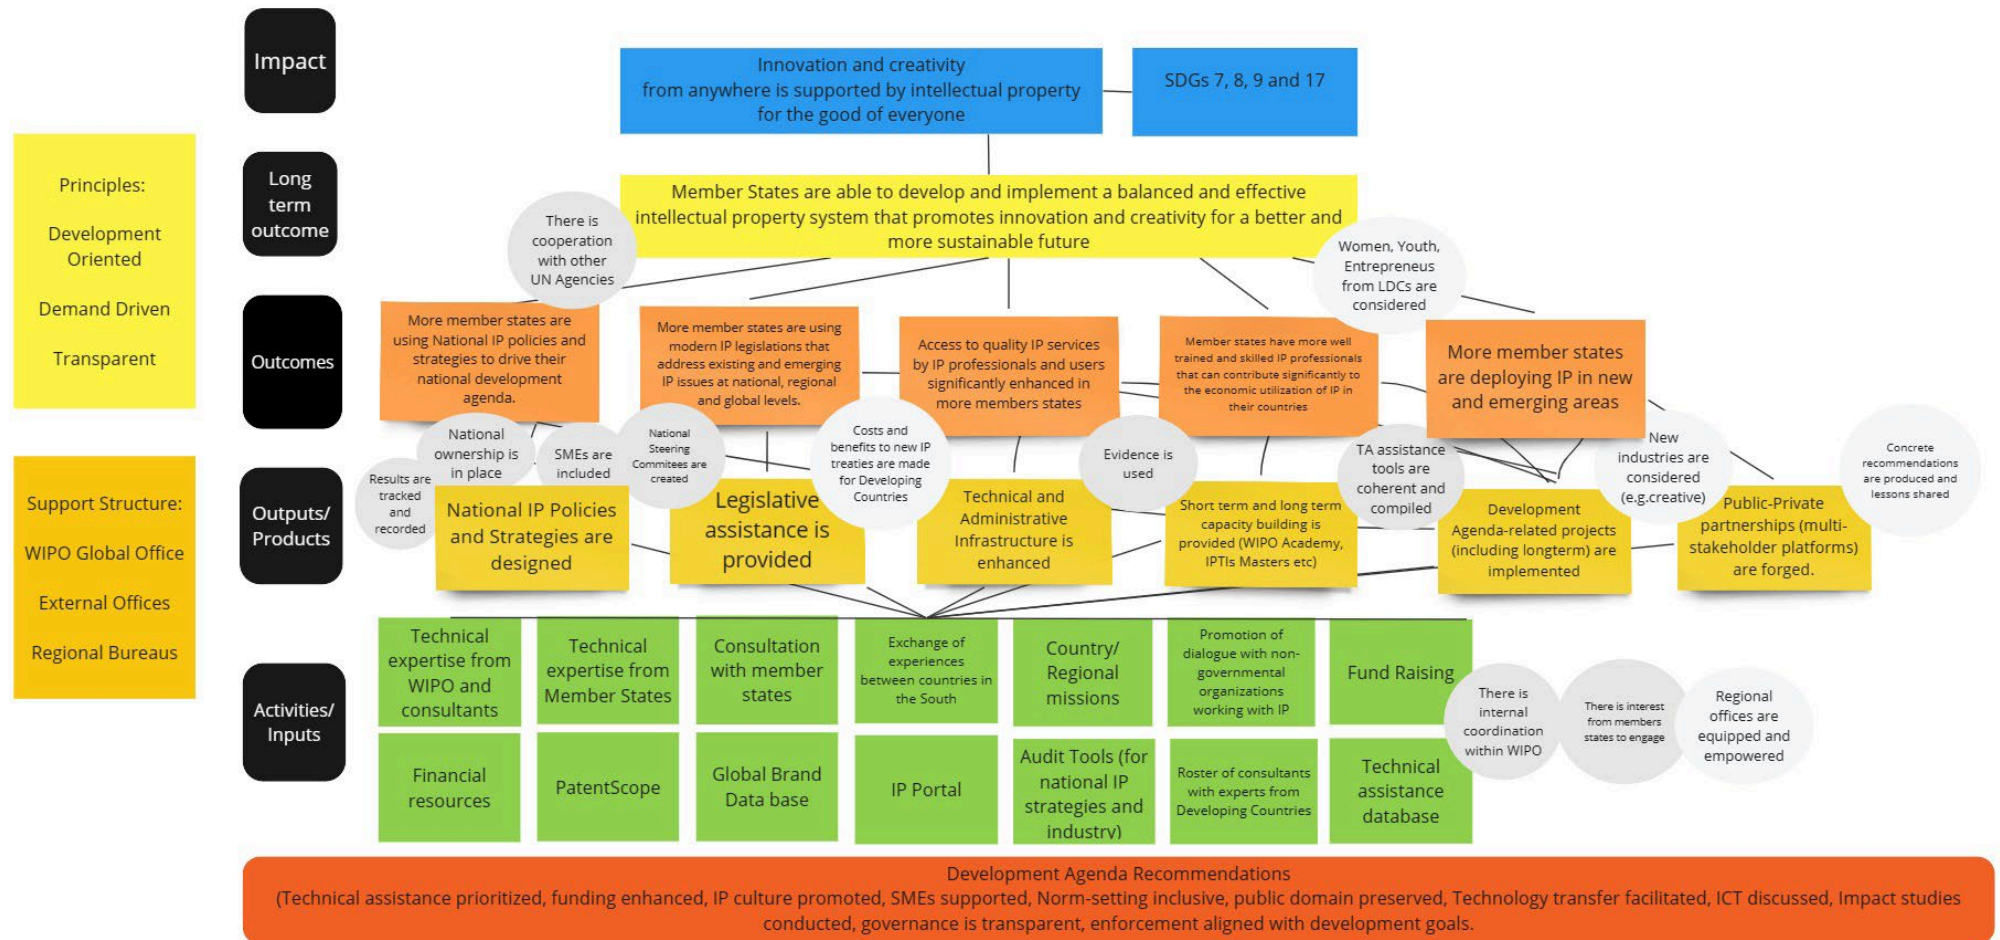 Impact
Innovation and creativity
from anywhere is supported by intellectual property
for the good of everyone
SDGs 7, 8, 9 and 17
Principles:
Development
Oriented
Demand Driven
Transparent
Long
term
outcome
Member States are able to develop and implement a balanced and effective
intellectual property system that promotes innovation and creativity for a better and
more sustainable future
There is
cooperation
with other
UN Agencies
Women, Youth,
Entrepreneus
from LDCs are
considered
Outcomes
More member states are
using National IP policies and
strategies to drive their
national development
agenda.
More member states are using
modern IP legislations that
address existing and emerging
IP issues at national, regional
and global levels.
Access to quality IP services
by IP professionals and users
significantly enhanced in
more members states
Member states have more well
trained and skilled IP professionals
that can contribute significantly to
the economic utilization of IP in
their countries
More member states
are deploying IP in new
and emerging areas
Support Structure:
WIPO Global Office
External Offices
Regional Bureaus
Results are
tracked
and
recorded
National
ownership is
in place
SMEs are
included
National
Steering
Commitees are
created
Costs and
benefits to new IP
treaties are made
for Developing
Countries
Evidence is
used
TA assistance
tools are
coherent and
compiled
New
industries are
considered
(e.g.creative)
Concrete
recommendations
are produced and
lessons shared
Outputs/
Products
National IP Policies
and Strategies are
designed
Legislative
assistance is
provided
Technical and
Administrative
Infrastructure is
enhanced
Short term and long term
capacity building is
provided (WIPO Academy,
IPTIs Masters etc)
Development
Agenda-related projects
(including longterm) are
implemented
Public-Private
partnerships (multi-
stakeholder platforms)
are forged.
Activities/
Inputs
Technical
expertise from
WIPO and
consultants
Technical
expertise from
Member States
Consultation
with member
states
Exchange of
experiences
between countries in
the South
Country/
Regional
missions
Promotion of
dialogue with non-
governmental
organizations
working with IP
Fund Raising
There is
internal
coordination
within WIPO
There is interest
from members
states to engage
Regional
offices are
equipped and
empowered
Financial
resources
PatentScope
Global Brand
Data base
IP Portal
Audit Tools (for
national IP
strategies and
industry)
Roster of consultants
with experts from
Developing Countries
Technical
assistance
database
Development Agenda Recommendations
(Technical assistance prioritized, funding enhanced, IP culture promoted, SMEs supported, Norm-setting inclusive, public domain preserved, Technology transfer facilitated, ICT discussed, Impact studies
conducted, governance is transparent, enforcement aligned with development goals.